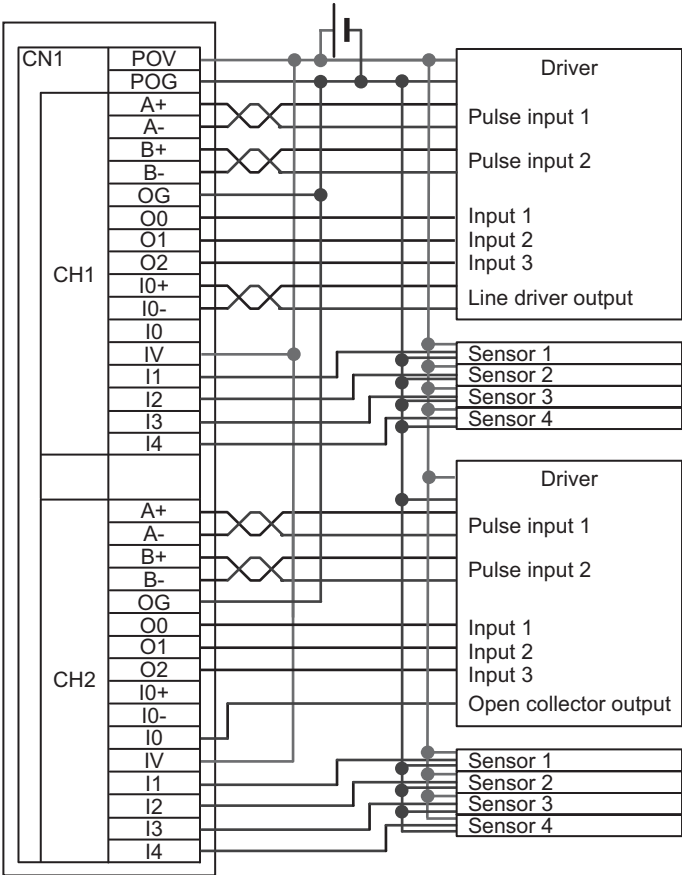 CN1
POV
POG
CH1
A+
A-
B+
B-
OG
O0
O1
O2
I0+
I0-
I0
IV
I1
I2
I3
I4
Driver
Pulse input 1
Pulse input 2
Input 1
Input 2
Input 3
Line driver output
Sensor 1
Sensor 2
Sensor 3
Sensor 4
CH2
A+
A-
B+
B-
OG
O0
O1
O2
I0+
I0-
I0
IV
I1
I2
I3
I4
Driver
Pulse input 1
Pulse input 2
Input 1
Input 2
Input 3
Open collector output
Sensor 1
Sensor 2
Sensor 3
Sensor 4